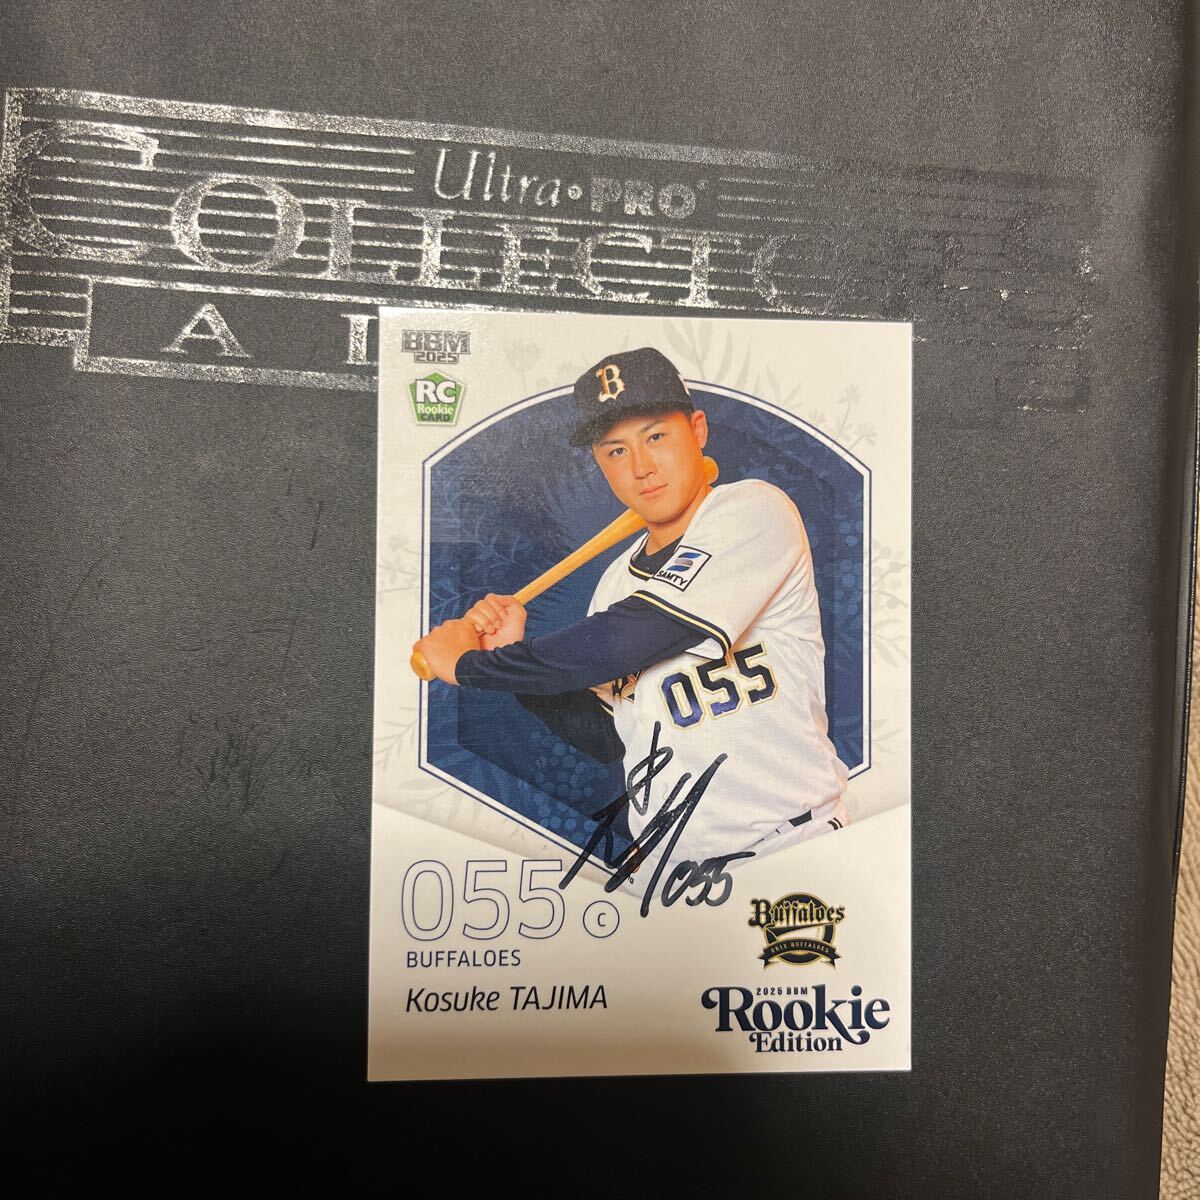 Ultra·PRO
COLLECTO
A
BBM
2025
RC
Rookie
CARD
B
SAMTY
055
055
055
C
BUFFALOES
Kosuke TAJIMA
Buffaloes
ORIX BUFFALOES
2025 BBM
Rookie
Edition